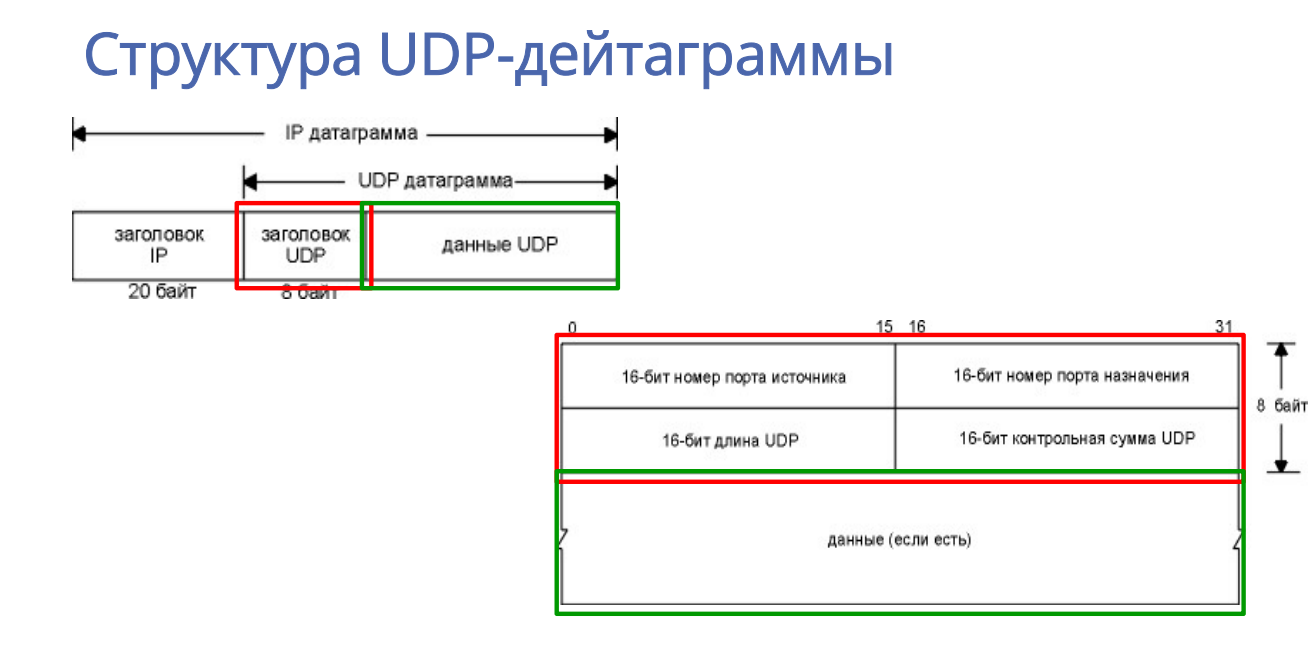 Структура UDP-дейтаграммы
IP датаграмма
UDP датаграмма
заголовок
IP
заголовок
UDP
данные UDP
20 байт
8 байт
0
15
16
31
16-бит номер порта источника
16-бит номер порта назначения
8 байт
16-бит длина UDP
16-бит контрольная сумма UDP
данные (если есть)